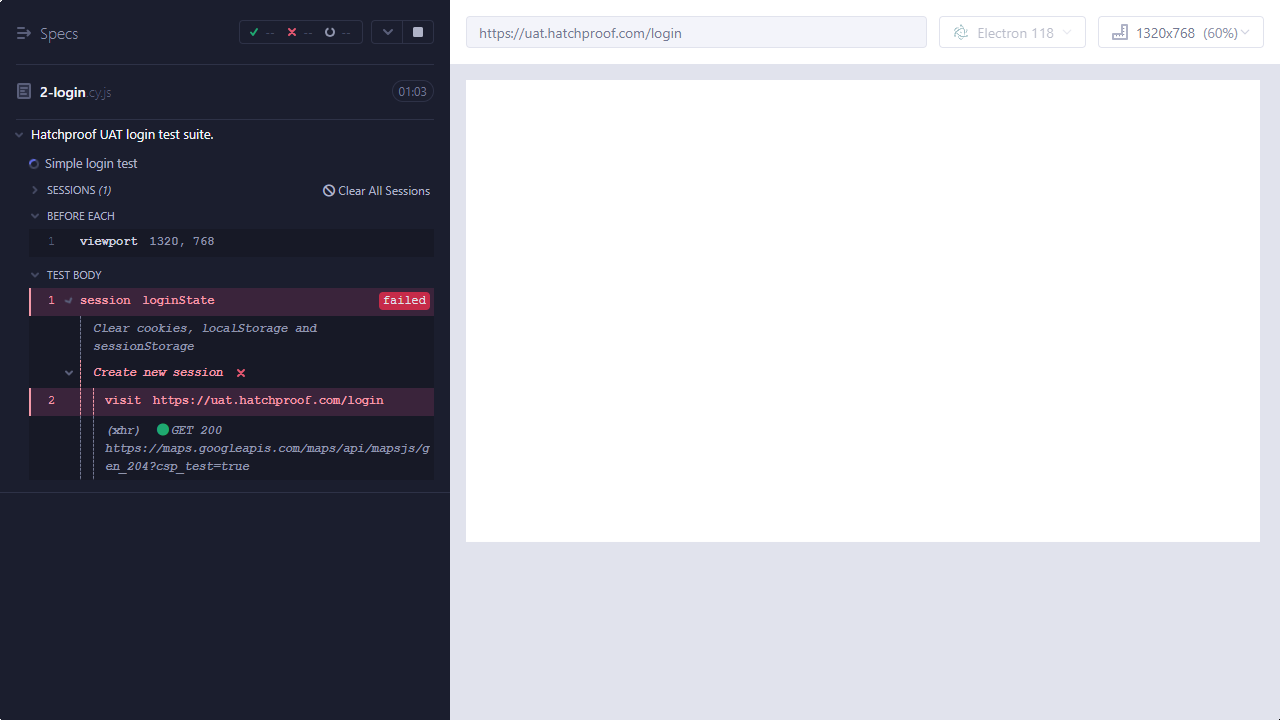 Specs
-- -- --
https://uat.hatchproof.com/login
Electron 118
1320x768 (60%)
2-login.cy.js
01:03
Hatchproof UAT login test suite.
Simple login test
SESSIONS (1)
Clear All Sessions
BEFORE EACH
1 viewport 1320, 768
TEST BODY
1 session loginState failed
Clear cookies, localStorage and
sessionStorage
Create new session
2 visit https://uat.hatchproof.com/login
(xhr) GET 200
https://maps.googleapis.com/maps/api/mapsjs/g
en_204?csp_test=true